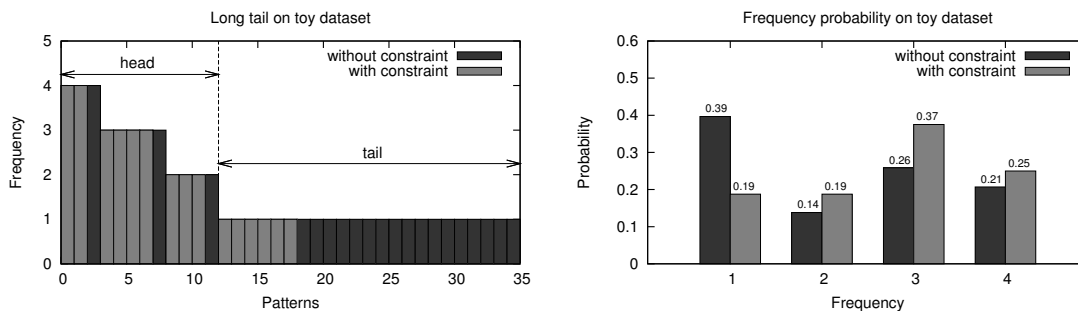 Long tail on toy dataset
5
4
3
2
1
0
Frequency
without constraint
with constraint
head
tail
0 5 10 15 20 25 30 35
Patterns
Frequency probability on toy dataset
0.6
0.5
0.4
0.3
0.2
0.1
0
Probability
without constraint
with constraint
0.39 0.19 0.14 0.19 0.26 0.37 0.21 0.25
1 2 3 4
Frequency